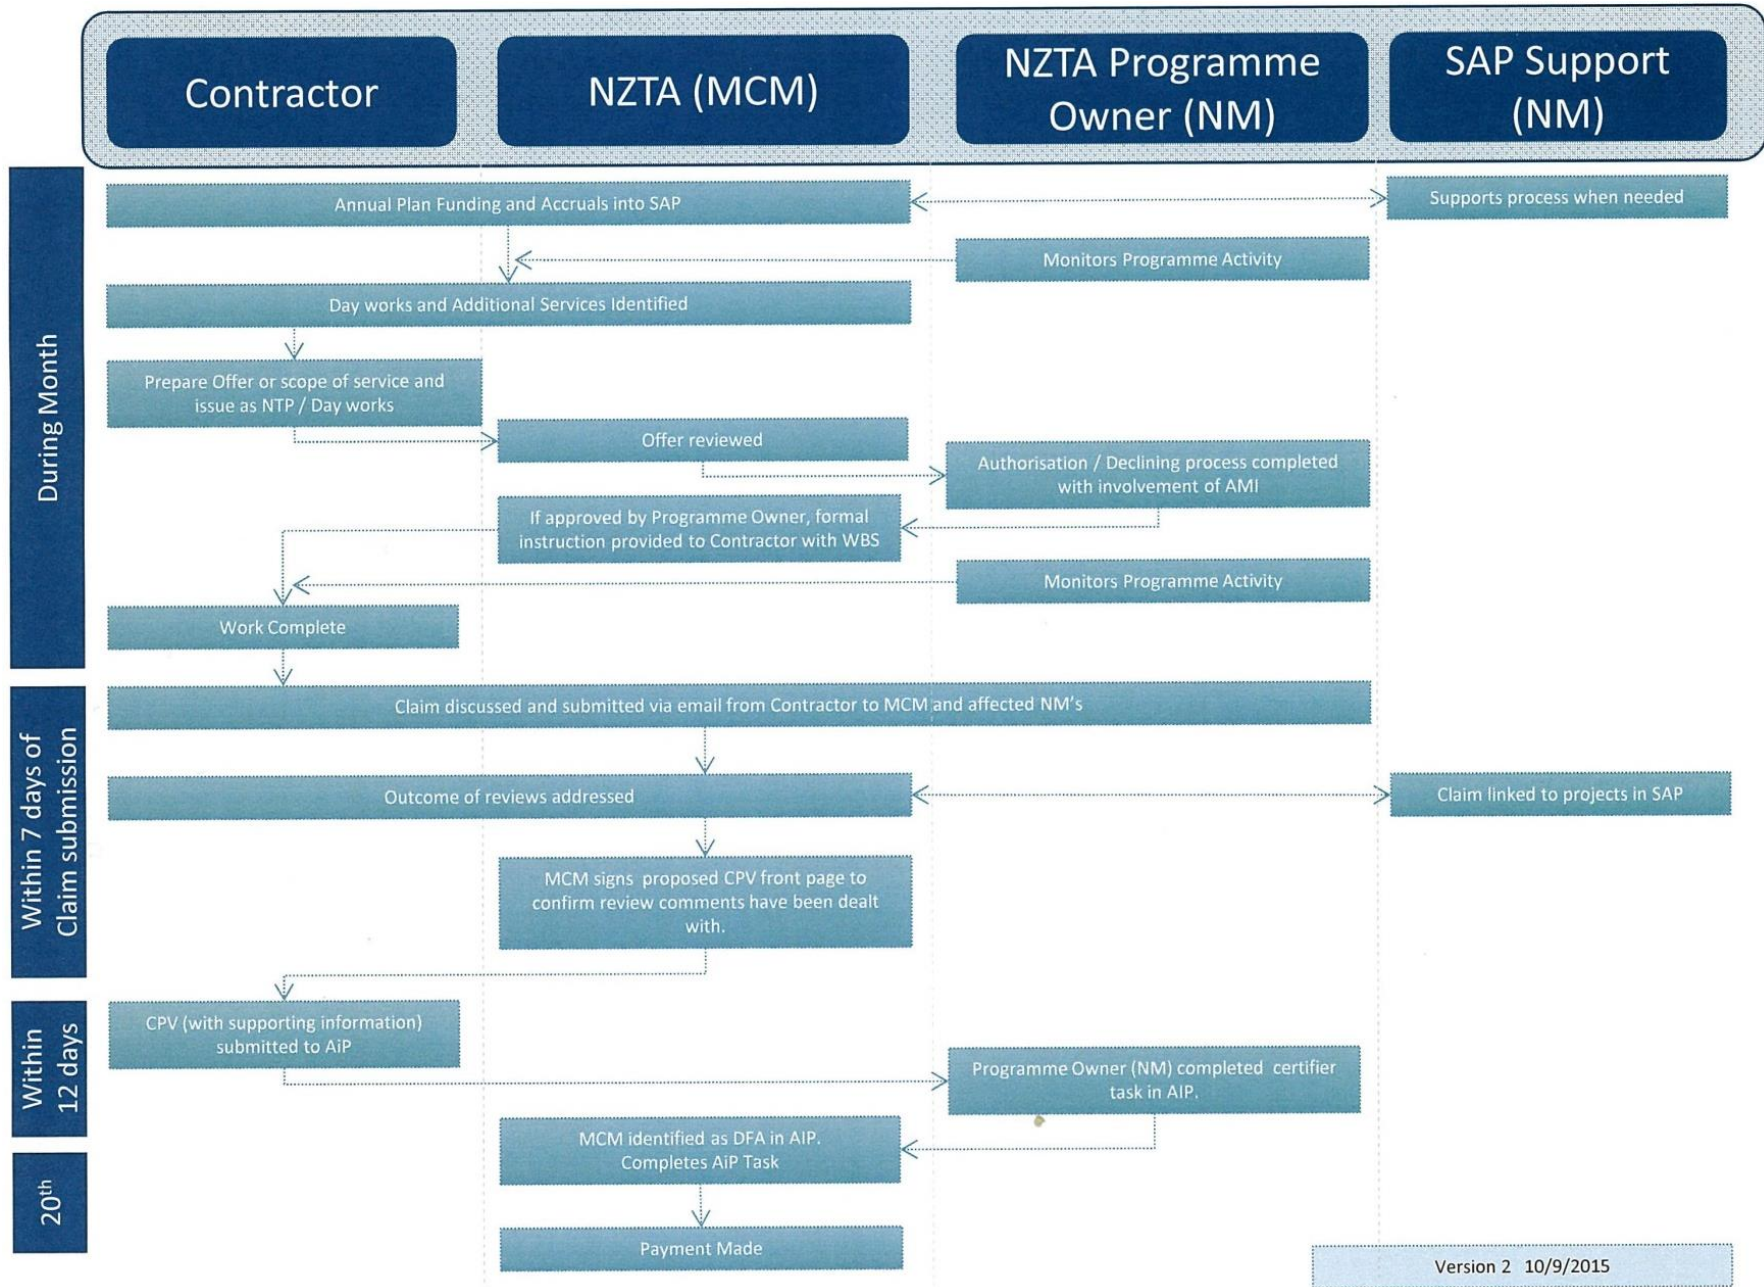 Contractor
NZTA (MCM)
NZTA Programme
Owner (NM)
SAP Support
(NM)
During Month
Annual Plan Funding and Accruals into SAP
Supports process when needed
Monitors Programme Activity
Day works and Additional Services Identified
Prepare Offer or scope of service and
issue as NTP / Day works
Offer reviewed
Authorisation / Declining process completed
with involvement of AMI
If approved by Programme Owner, formal
instruction provided to Contractor with WBS
Monitors Programme Activity
Work Complete
Within 7 days of
Claim submission
Claim discussed and submitted via email from Contractor to MCM and affected NM's
Outcome of reviews addressed
Claim linked to projects in SAP
MCM signs proposed CPV front page to
confirm review comments have been dealt
with.
Within
12 days
CPV (with supporting information)
submitted to AiP
Programme Owner (NM) completed certifier
task in AIP.
MCM identified as DFA in AIP.
Completes AiP Task
20th
Payment Made
Version 2 10/9/2015